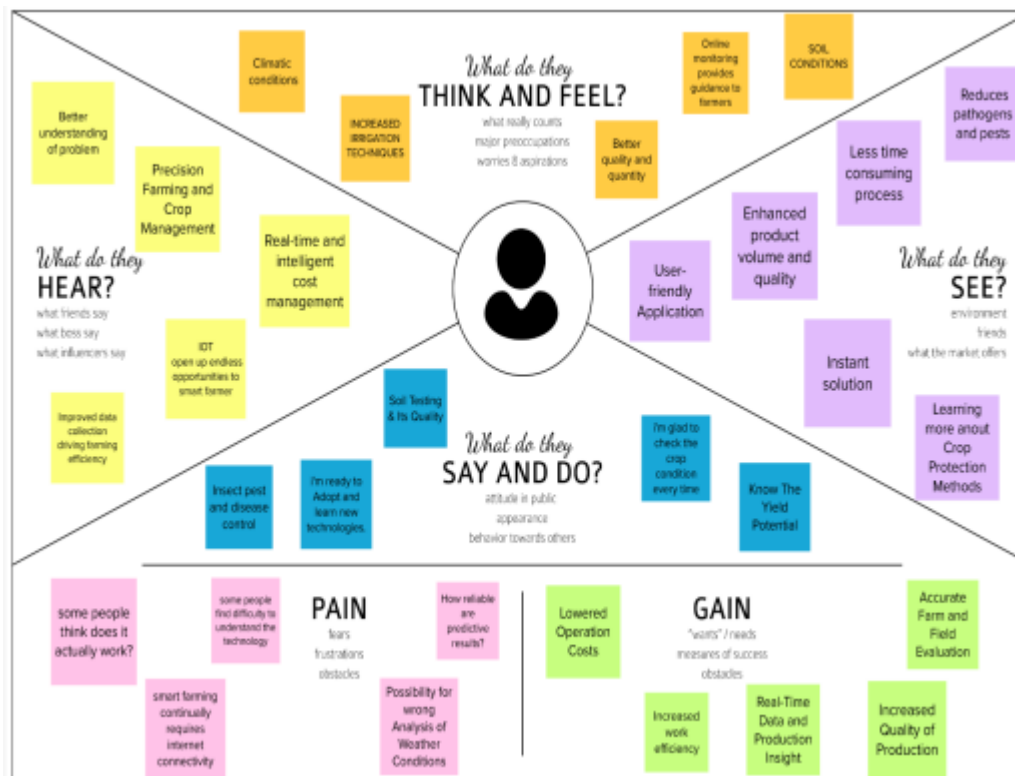 What do they
THINK AND FEEL?
what really counts
major preoccupations
worries & aspirations
Climatic
conditions
INCREASED
IRRIGATION
TECHNIQUES
Online
monitoring
provides
guidance to
farmers
SOIL
CONDITIONS
Better
quality and
quantity
What do they
HEAR?
what friends say
what boss say
what influencers say
Better
understanding
of problem
Precision
Farming and
Crop
Management
Real-time and
intelligent
cost
management
IOT
open up endless
opportunities to
smart farmer
Improved data
collection
driving farming
efficiency
What do they
SEE?
environment
friends
what the market offers
Reduces
pathogens
and pests
Less time
consuming
process
Enhanced
product
volume and
quality
User-
friendly
Application
Instant
solution
Learning
more anout
Crop
Protection
Methods
What do they
SAY AND DO?
attitude in public
appearance
behavior towards others
Soil Testing
& Its Quality
Insect pest
and disease
control
I'm ready to
Adopt and
learn new
technologies.
I'm glad to
check the
crop
condition
every time
Know The
Yield
Potential
PAIN
fears
frustrations
obstacles
some people
think does it
actually work?
some people
find difficulty to
understand the
technology
How reliable
are
predictive
results?
smart farming
continually
requires
internet
connectivity
Possibility for
wrong
Analysis of
Weather
Conditions
GAIN
"wants" / needs
measures of success
obstacles
Lowered
Operation
Costs
Accurate
Farm and
Field
Evaluation
Increased
work
efficiency
Real-Time
Data and
Production
Insight
Increased
Quality of
Production